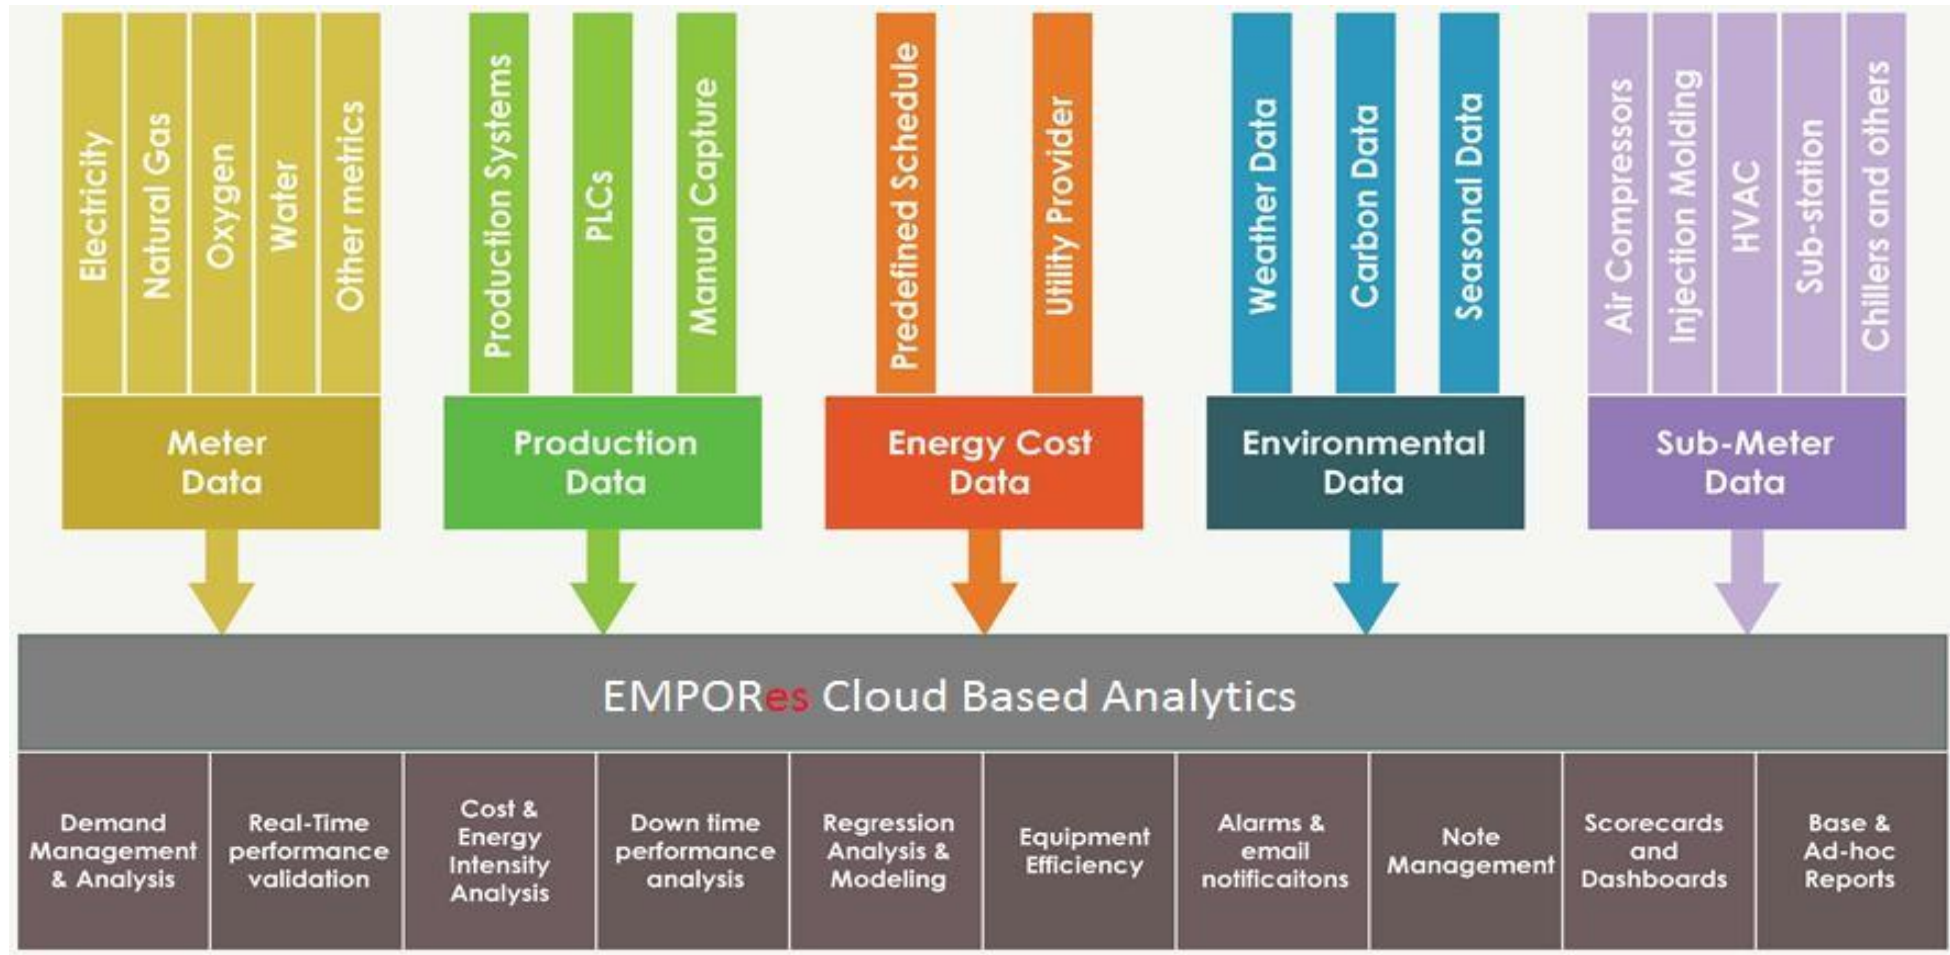 Electricity
Natural Gas
Oxygen
Water
Other metrics
Production Systems
PLCs
Manual Capture
Predefined Schedule
Utility Provider
Weather Data
Carbon Data
Seasonal Data
Air Compressors
Injection Molding
HVAC
Sub-station
Chillers and others
Meter
Data
Production
Data
Energy Cost
Data
Environmental
Data
Sub-Meter
Data
EMPORes Cloud Based Analytics
Demand
Management
& Analysis
Real-Time
performance
validation
Cost &
Energy
Intensity
Analysis
Down time
performance
analysis
Regression
Analysis &
Modeling
Equipment
Efficiency
Alarms &
email
notificaitons
Note
Management
Scorecards
and
Dashboards
Base &
Ad-hoc
Reports